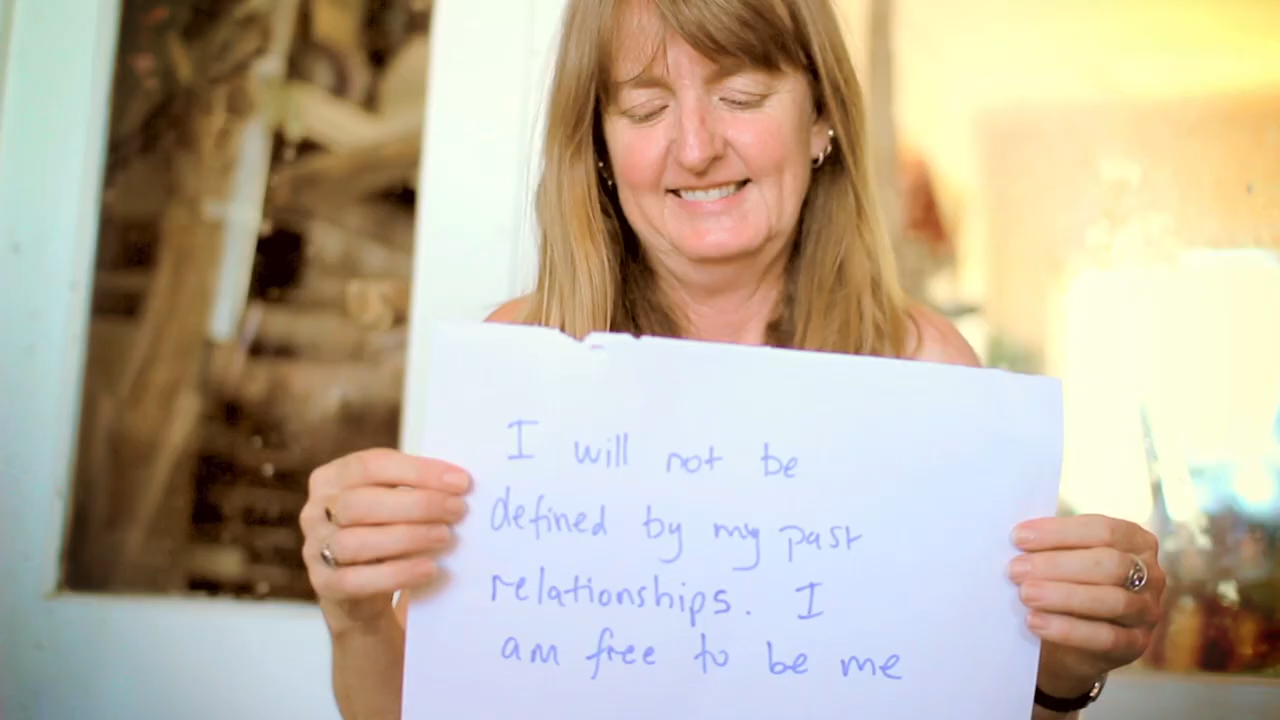 I will not be
defined by my past
relationships. I
am free to be me